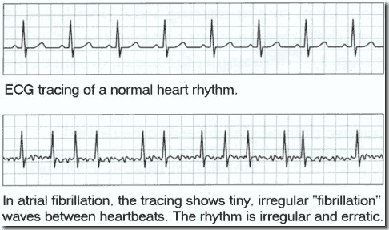 ECG tracing of a normal heart rhythm.
In atrial fibrillation, the tracing shows tiny, irregular "fibrillation"
waves between heartbeats. The rhythm is irregular and erratic.